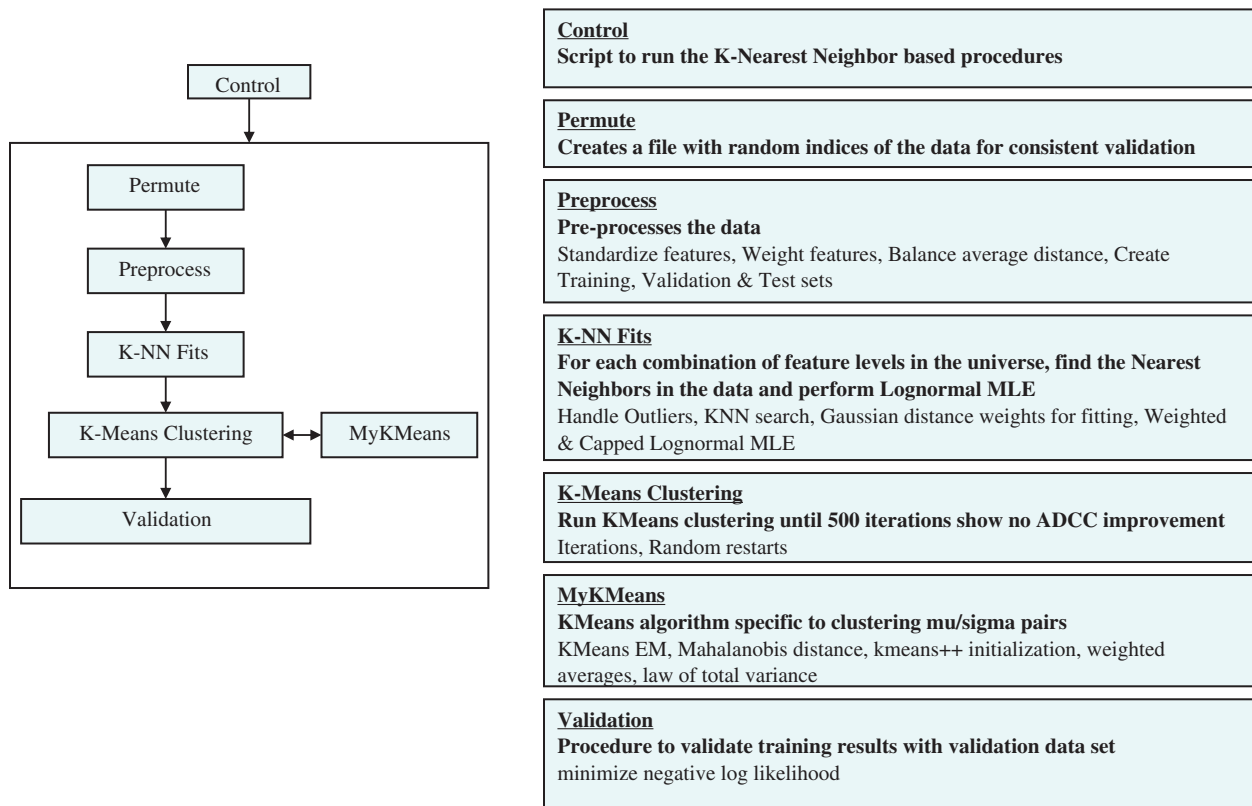 Control
Permute
Preprocess
K-NN Fits
K-Means Clustering
MyKMeans
Validation
Control
Script to run the K-Nearest Neighbor based procedures
Permute
Creates a file with random indices of the data for consistent validation
Preprocess
Pre-processes the data
Standardize features, Weight features, Balance average distance, Create
Training, Validation & Test sets
K-NN Fits
For each combination of feature levels in the universe, find the Nearest
Neighbors in the data and perform Lognormal MLE
Handle Outliers, KNN search, Gaussian distance weights for fitting, Weighted
& Capped Lognormal MLE
K-Means Clustering
Run KMeans clustering until 500 iterations show no ADCC improvement
Iterations, Random restarts
MyKMeans
KMeans algorithm specific to clustering mu/sigma pairs
KMeans EM, Mahalanobis distance, kmeans++ initialization, weighted
averages, law of total variance
Validation
Procedure to validate training results with validation data set
minimize negative log likelihood